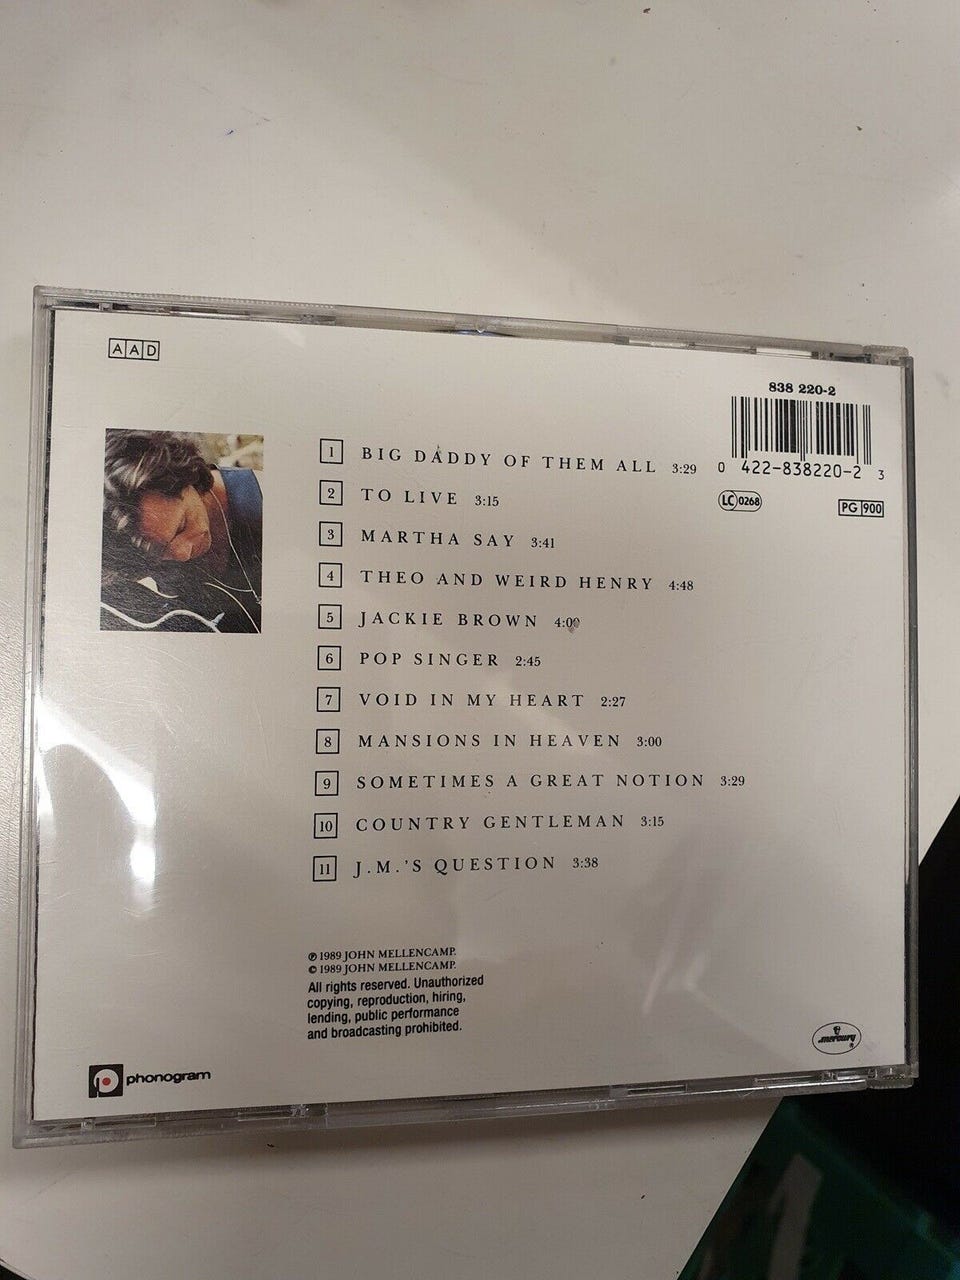 AAD
838 220-2
0 422-838220-2 3
LC 0268
PG 900
1 BIG DADDY OF THEM ALL 3:29
2 TO LIVE 3:15
3 MARTHA SAY 3:41
4 THEO AND WEIRD HENRY 4:48
5 JACKIE BROWN 4:00
6 POP SINGER 2:45
7 VOID IN MY HEART 2:27
8 MANSIONS IN HEAVEN 3:00
9 SOMETIMES A GREAT NOTION 3:29
10 COUNTRY GENTLEMAN 3:15
11 J.M.'S QUESTION 3:38
℗ 1989 JOHN MELLENCAMP.
© 1989 JOHN MELLENCAMP.
All rights reserved. Unauthorized
copying, reproduction, hiring,
lending, public performance
and broadcasting prohibited.
mercury ®
phonogram